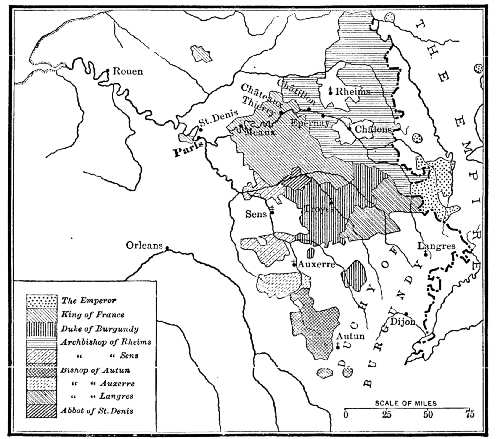 THE EMPIRE
Rouen
Château
Thierry
Châtillon
Rheims
St. Denis
Epernay
Meaux
Châlons
Paris
Troyes
Sens
Langres
Orleans
Auxerre
DUCHY OF
BURGUNDY
Dijon
Autun
The Emperor
King of France
Duke of Burgundy
Archbishop of Rheims
" " Sens
Bishop of Autun
" " Auxerre
" " Langres
Abbot of St. Denis
SCALE OF MILES
0 25 50 75